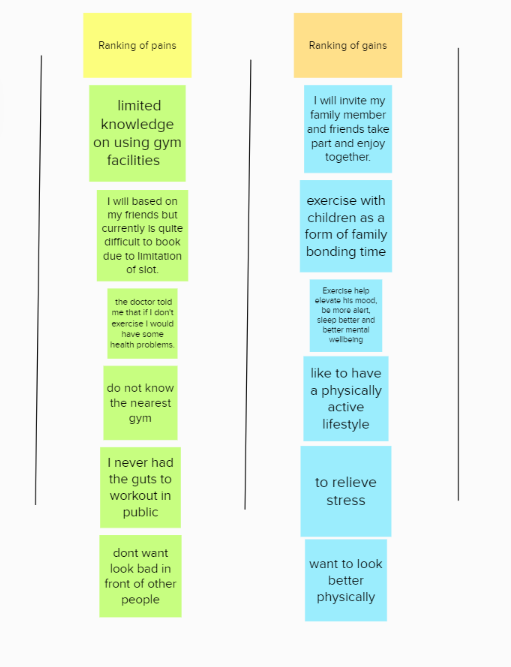 Ranking of pains
limited
knowledge
on using gym
facilities
I will based on
my friends but
currently is quite
difficult to book
due to limitation
of slot.
the doctor told
me that if I don't
exercise I would
have some
health problems.
do not know
the nearest
gym
I never had
the guts to
workout in
public
dont want
look bad in
front of other
people
Ranking of gains
I will invite my
family member
and friends take
part and enjoy
together.
exercise with
children as a
form of family
bonding time
Exercise help
elevate his mood,
be more alert,
sleep better and
better mental
wellbeing
like to have
a physically
active
lifestyle
to relieve
stress
want to look
better
physically